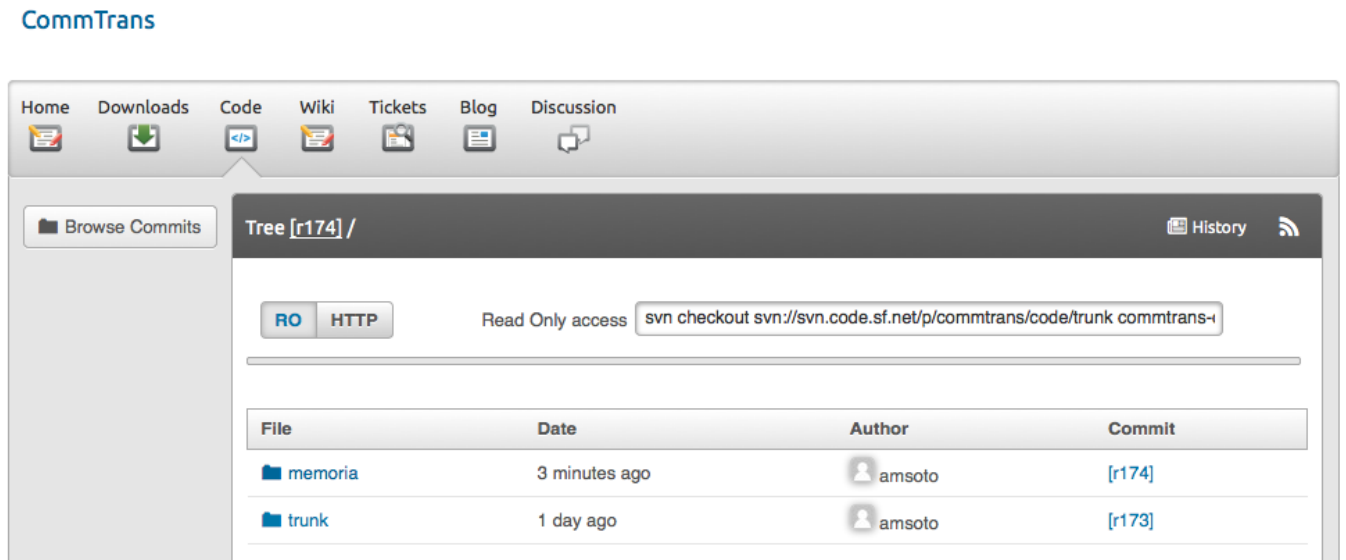 CommTrans
Home Downloads Code Wiki Tickets Blog Discussion
Browse Commits
Tree [r174] /
History
RO HTTP
Read Only access svn checkout svn://svn.code.sf.net/p/commtrans/code/trunk commtrans-
File Date Author Commit
memoria 3 minutes ago amsoto [r174]
trunk 1 day ago amsoto [r173]